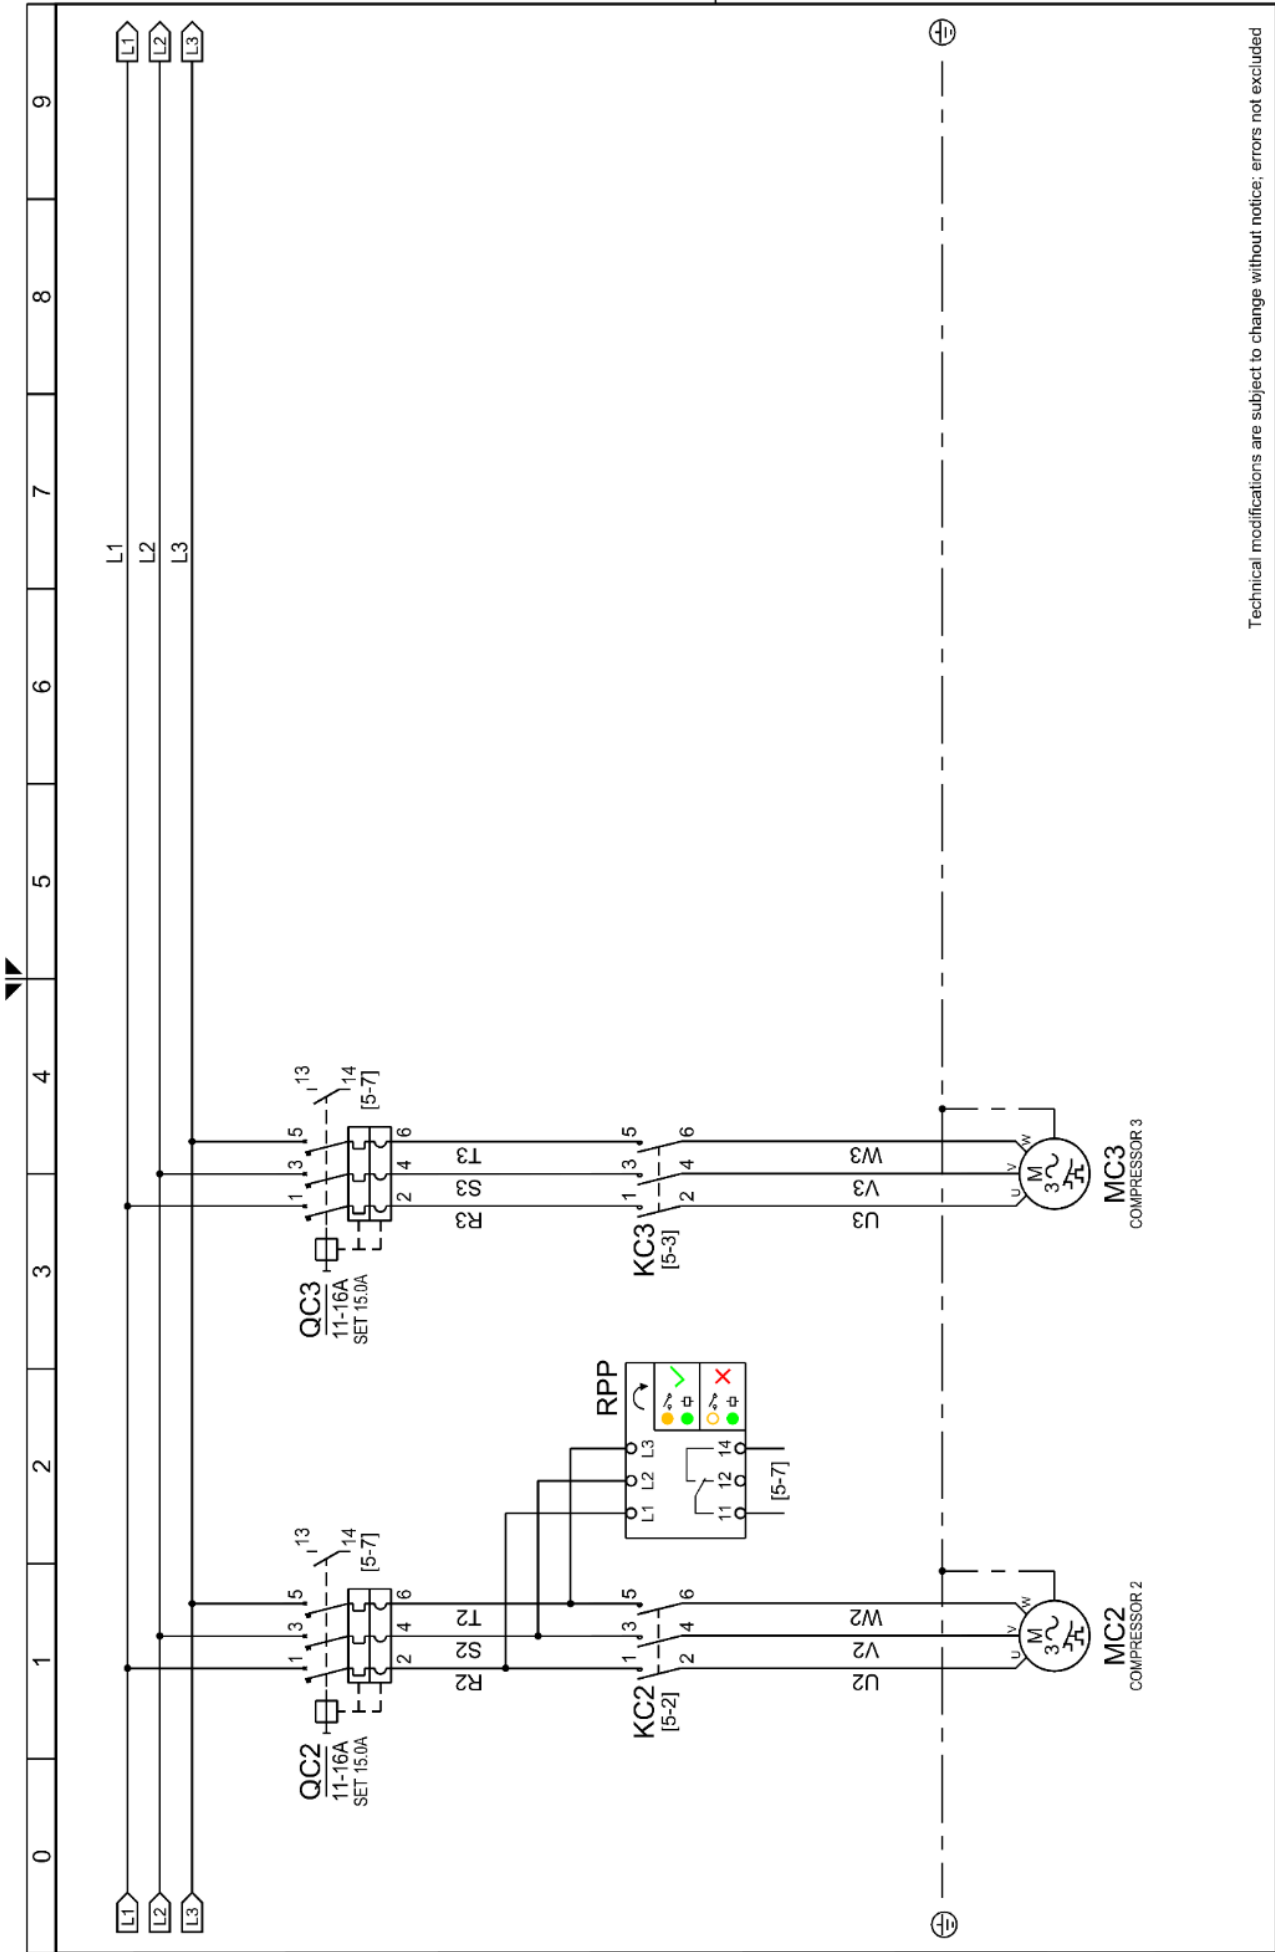 0 1 2 3 4 5 6 7 8 9
L1 L1 L1
L2 L2 L2
L3 L3 L3
QC2
11-16A
SET 15.0A
1 3 5 13
2 4 6 14
[5-7]
R2 S2 T2
QC3
11-16A
SET 15.0A
1 3 5 13
2 4 6 14
[5-7]
R3 S3 T3
RPP
L1 L2 L3
11 12 14
[5-7]
KC2
[5-2]
1 3 5
2 4 6
U2 V2 W2
KC3
[5-3]
1 3 5
2 4 6
U3 V3 W3
U V W
M
3
MC2
COMPRESSOR 2
U V W
M
3
MC3
COMPRESSOR 3
Technical modifications are subject to change without notice; errors not excluded